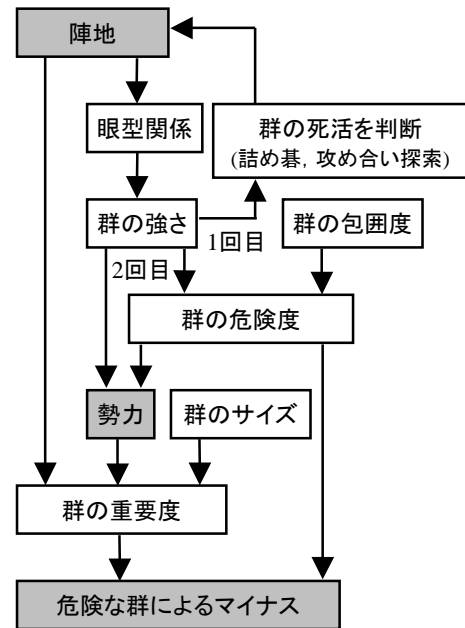 陣地
眼型関係
群の死活を判断
(詰め碁, 攻め合い探索)
群の強さ
1回目
群の包囲度
2回目
群の危険度
勢力
群のサイズ
群の重要度
危険な群によるマイナス